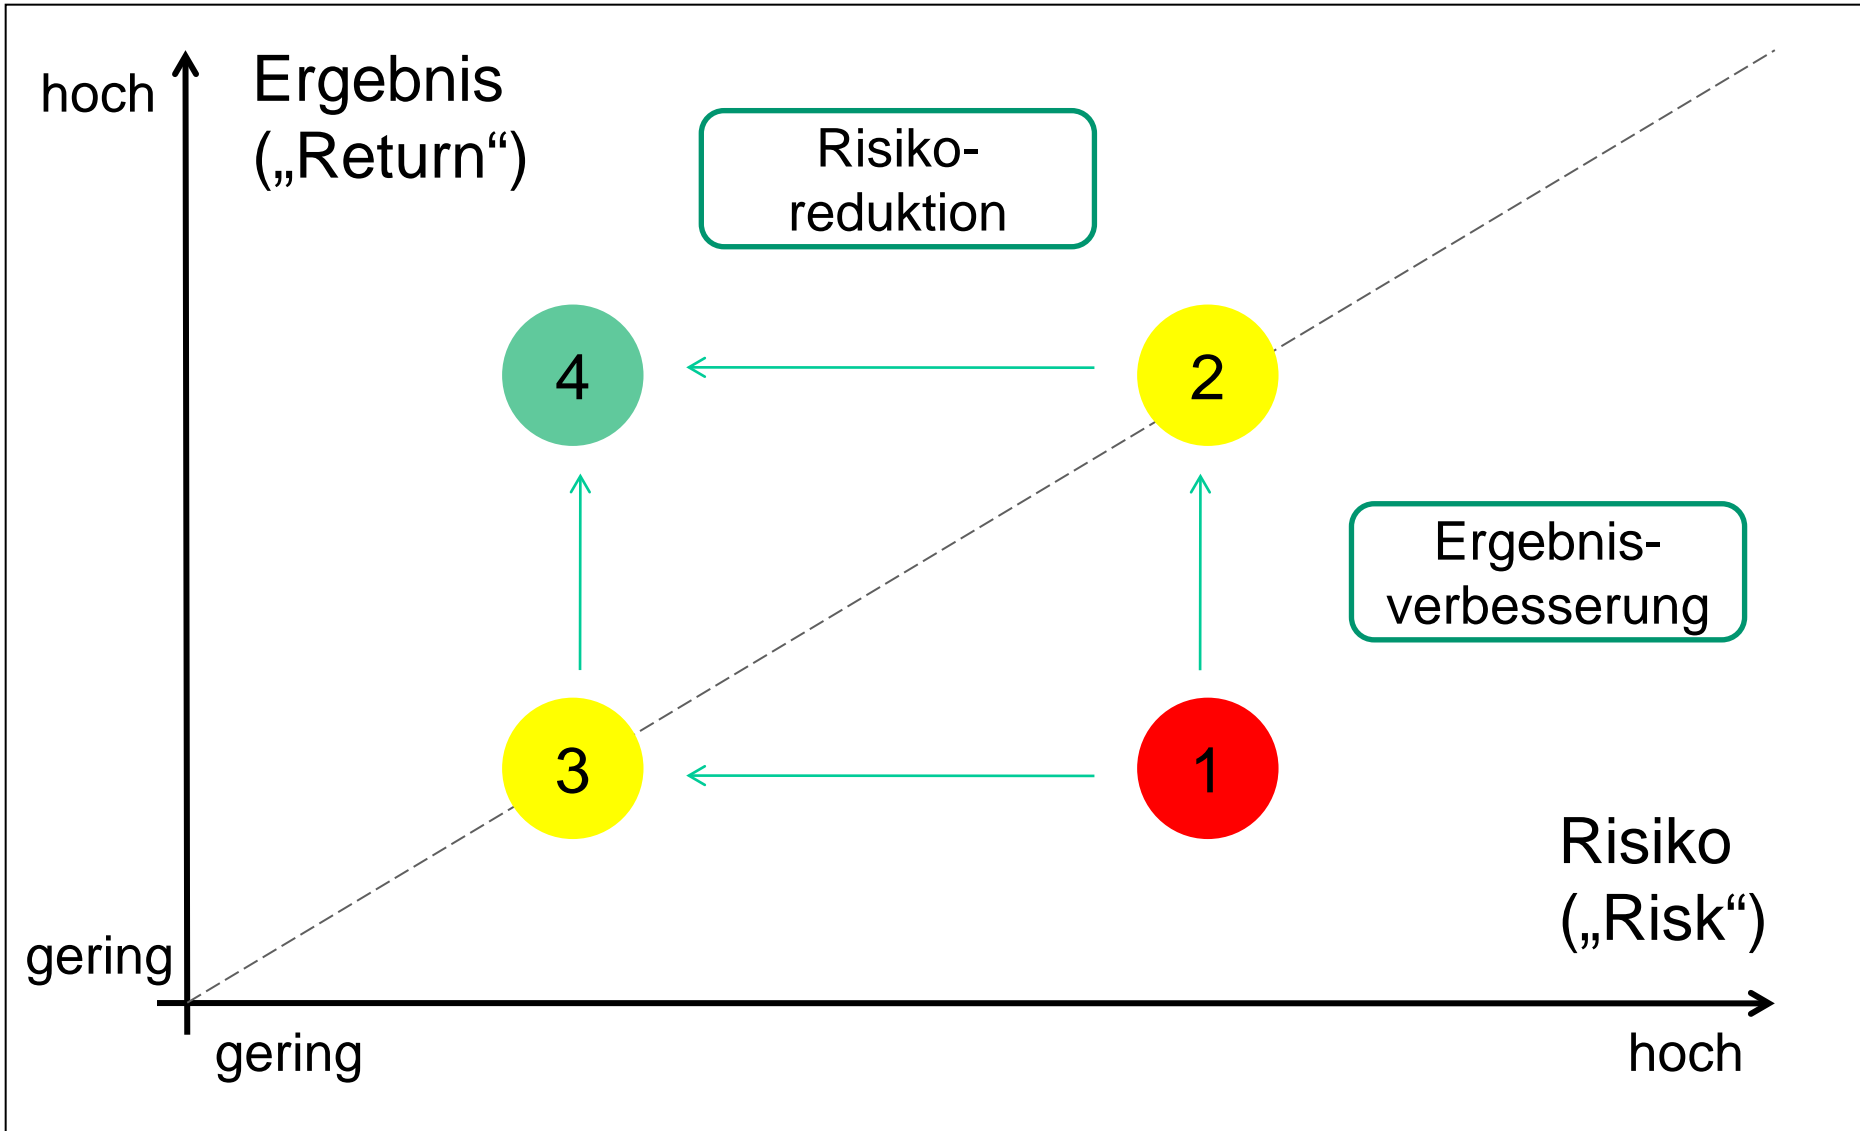 hoch
Ergebnis
(„Return“)
Risiko-
reduktion
4
2
Ergebnis-
verbesserung
3
1
Risiko
(„Risk“)
gering
gering
hoch